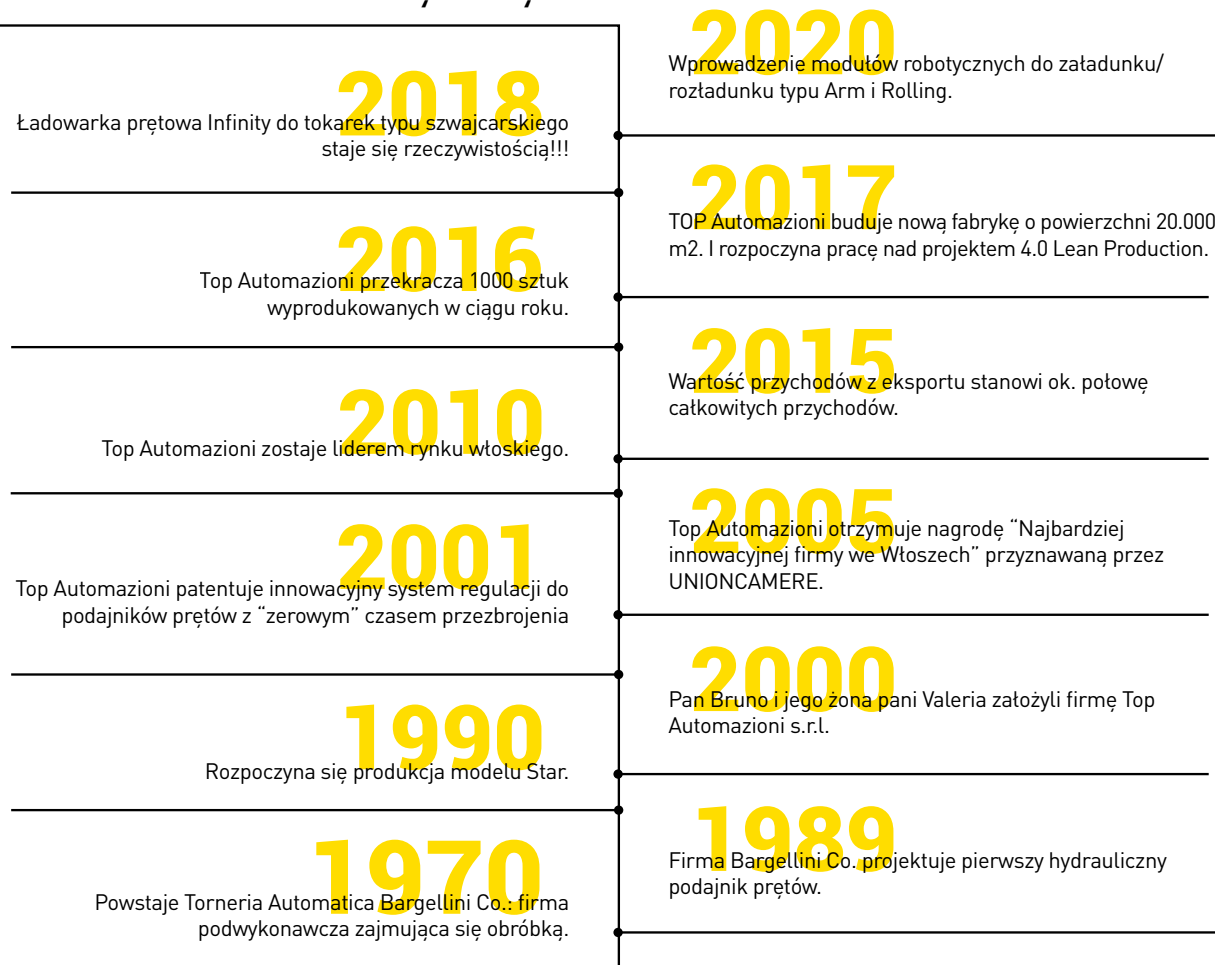 2018
Ładowarka prętowa Infinity do tokarek typu szwajcarskiego
staje się rzeczywistością!!!
2016
Top Automazioni przekracza 1000 sztuk
wyprodukowanych w ciągu roku.
2010
Top Automazioni zostaje liderem rynku włoskiego.
2001
Top Automazioni patentuje innowacyjny system regulacji do
podajników prętów z “zerowym” czasem przezbrojenia
1990
Rozpoczyna się produkcja modelu Star.
1970
Powstaje Torneria Automatica Bargellini Co.: firma
podwykonawcza zajmująca się obróbką.
2020
Wprowadzenie modułów robotycznych do załadunku/
rozładunku typu Arm i Rolling.
2017
TOP Automazioni buduje nową fabrykę o powierzchni 20.000
m2. I rozpoczyna pracę nad projektem 4.0 Lean Production.
2015
Wartość przychodów z eksportu stanowi ok. połowę
całkowitych przychodów.
2005
Top Automazioni otrzymuje nagrodę “Najbardziej
innowacyjnej firmy we Włoszech” przyznawaną przez
UNIONCAMERE.
2000
Pan Bruno i jego żona pani Valeria założyli firmę Top
Automazioni s.r.l.
1989
Firma Bargellini Co. projektuje pierwszy hydrauliczny
podajnik prętów.